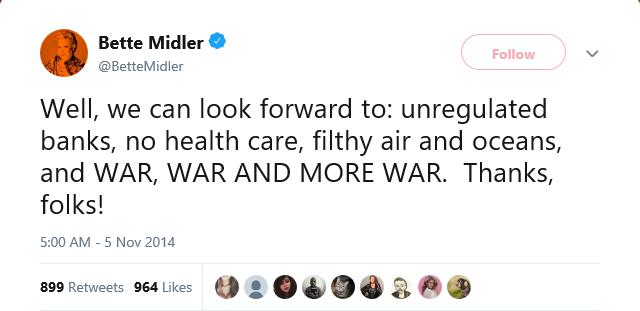 Bette Midler
@BetteMidler
Follow
Well, we can look forward to: unregulated
banks, no health care, filthy air and oceans,
and WAR, WAR AND MORE WAR.  Thanks,
folks!
5:00 AM - 5 Nov 2014
899 Retweets 964 Likes